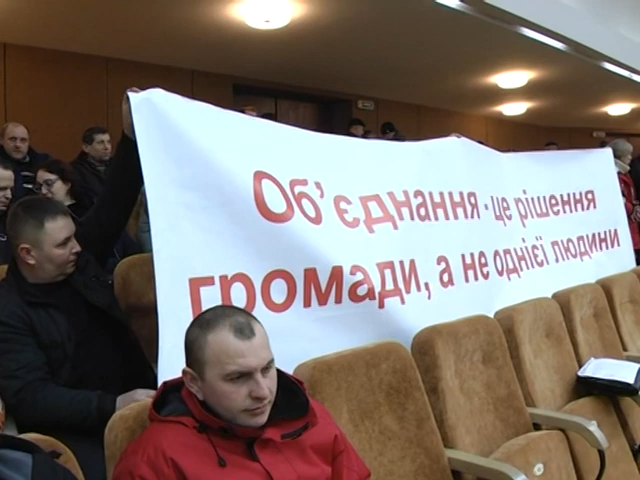 Об'єднання - це рішення
громади, а не однієї людини